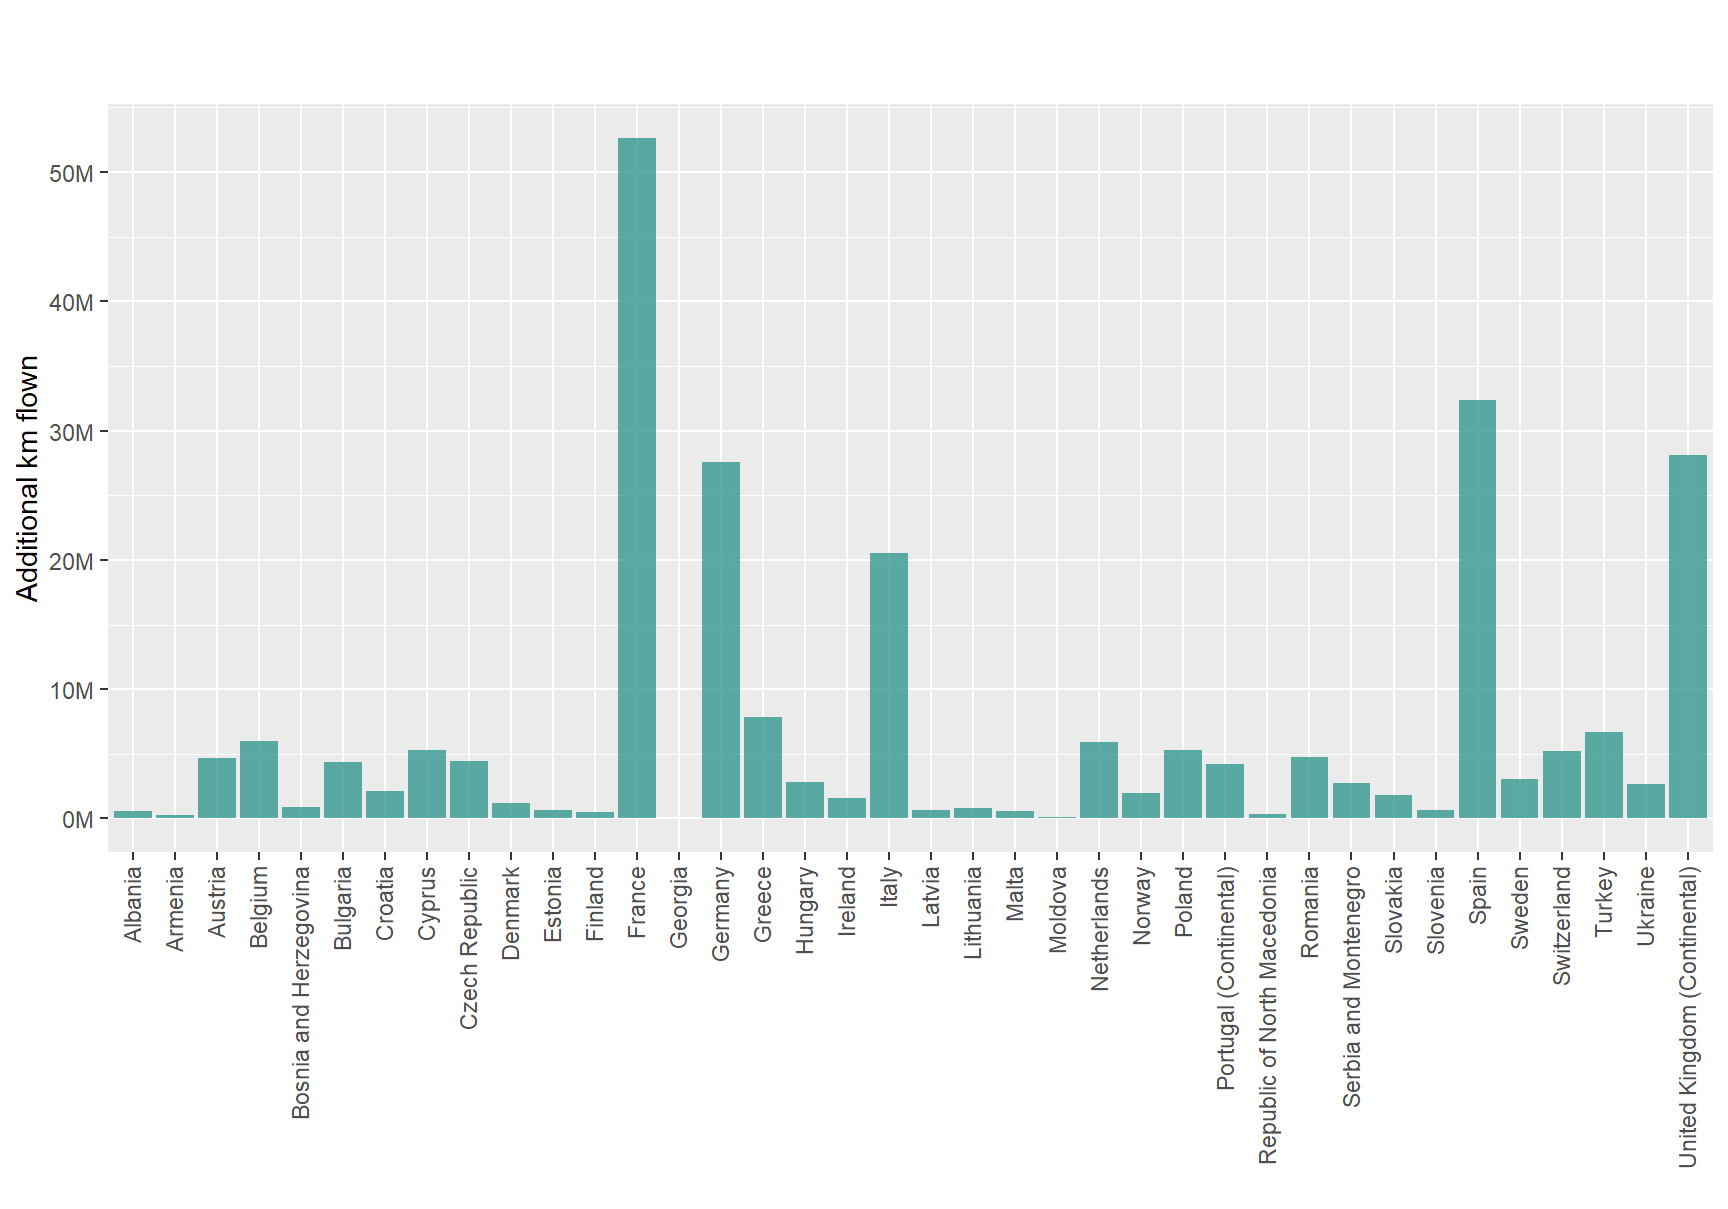 Additional km flown
50M
40M
30M
20M
10M
0M
Albania
Armenia
Austria
Belgium
Bosnia and Herzegovina
Bulgaria
Croatia
Cyprus
Czech Republic
Denmark
Estonia
Finland
France
Georgia
Germany
Greece
Hungary
Ireland
Italy
Latvia
Lithuania
Malta
Moldova
Netherlands
Norway
Poland
Portugal (Continental)
Republic of North Macedonia
Romania
Serbia and Montenegro
Slovakia
Slovenia
Spain
Sweden
Switzerland
Turkey
Ukraine
United Kingdom (Continental)